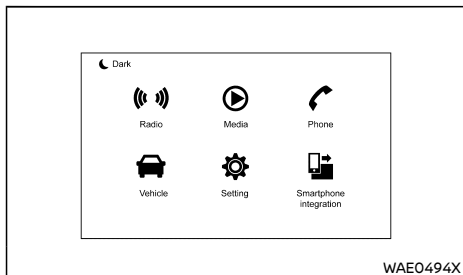 Dark
Radio
Media
Phone
Vehicle
Setting
Smartphone
integration
WAE0494X